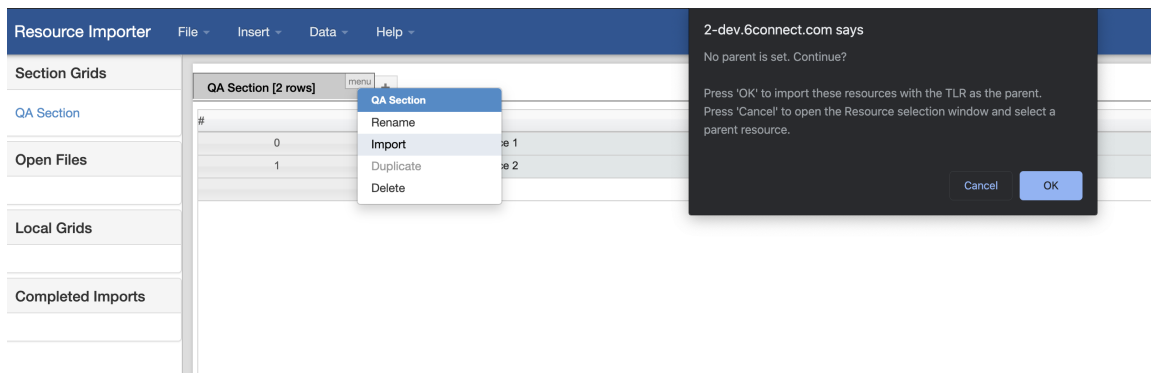 Resource Importer File Insert Data Help
Section Grids
QA Section
Open Files
Local Grids
Completed Imports
QA Section [2 rows] menu +
#
0
1
QA Section
Rename
Import
Duplicate
Delete
e 1
e 2
2-dev.6connect.com says
No parent is set. Continue?
Press 'OK' to import these resources with the TLR as the parent.
Press 'Cancel' to open the Resource selection window and select a
parent resource.
Cancel OK